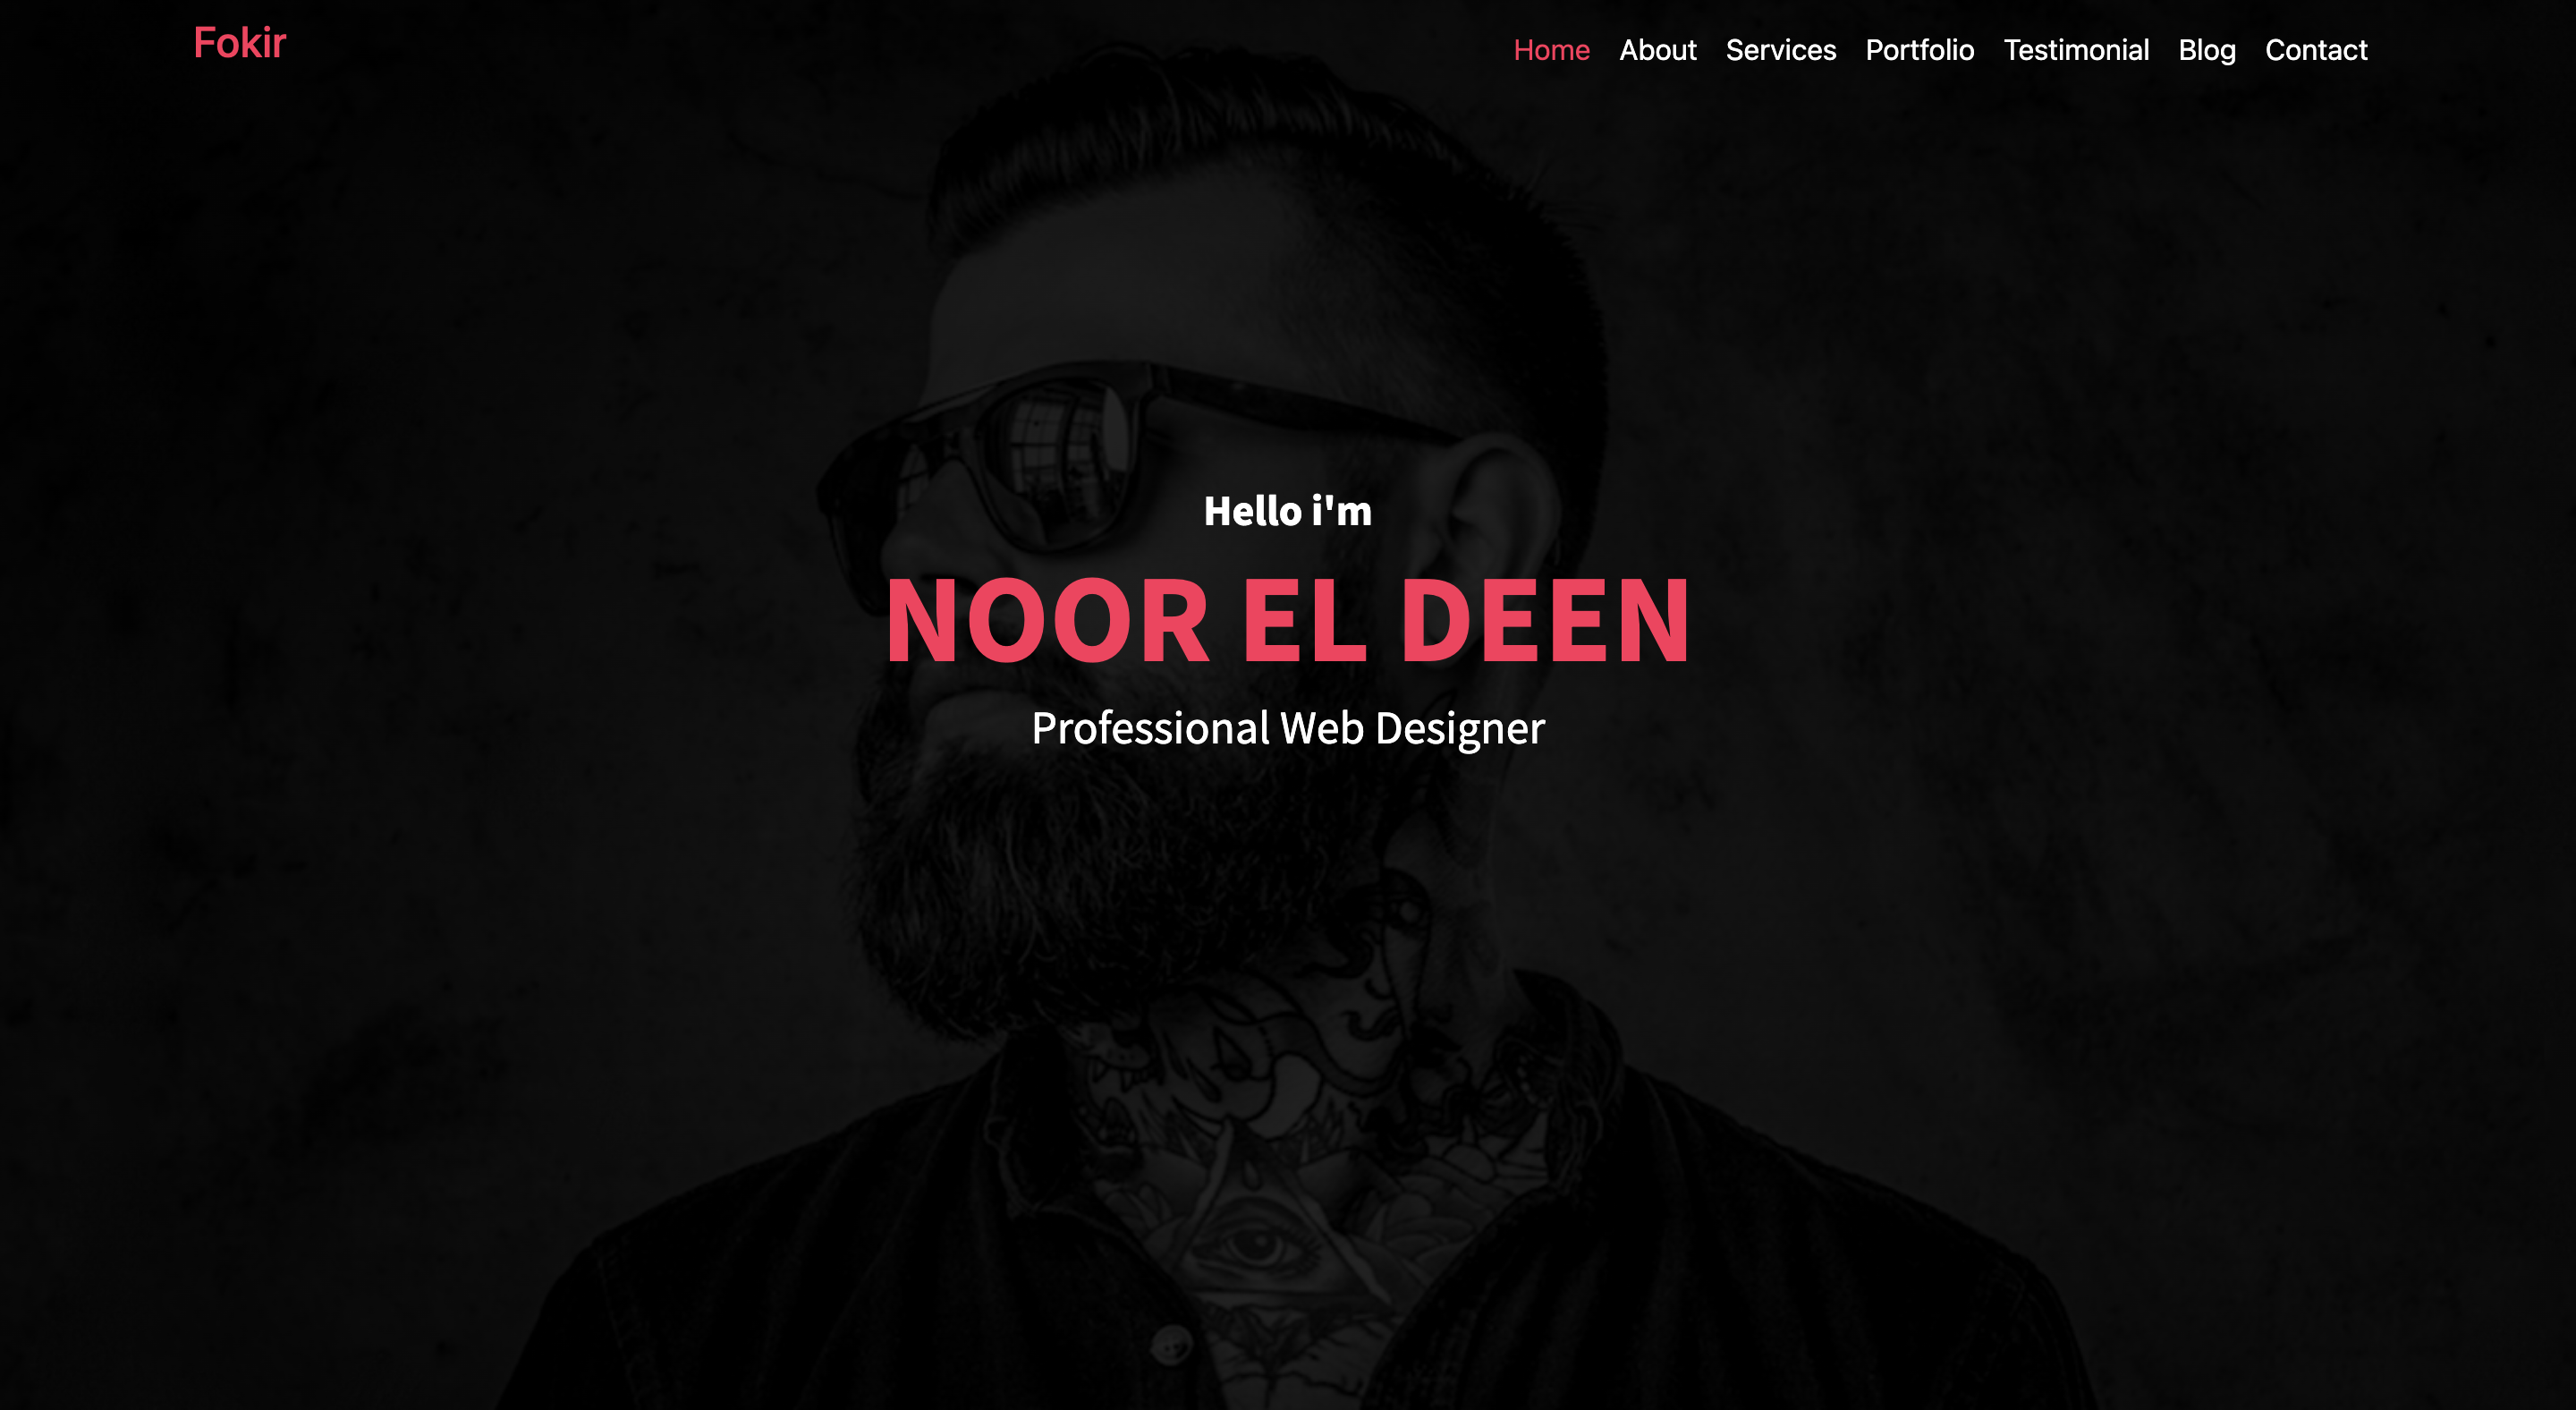 Fokir
Home About Services Portfolio Testimonial Blog Contact
Hello i'm
NOOR EL DEEN
Professional Web Designer